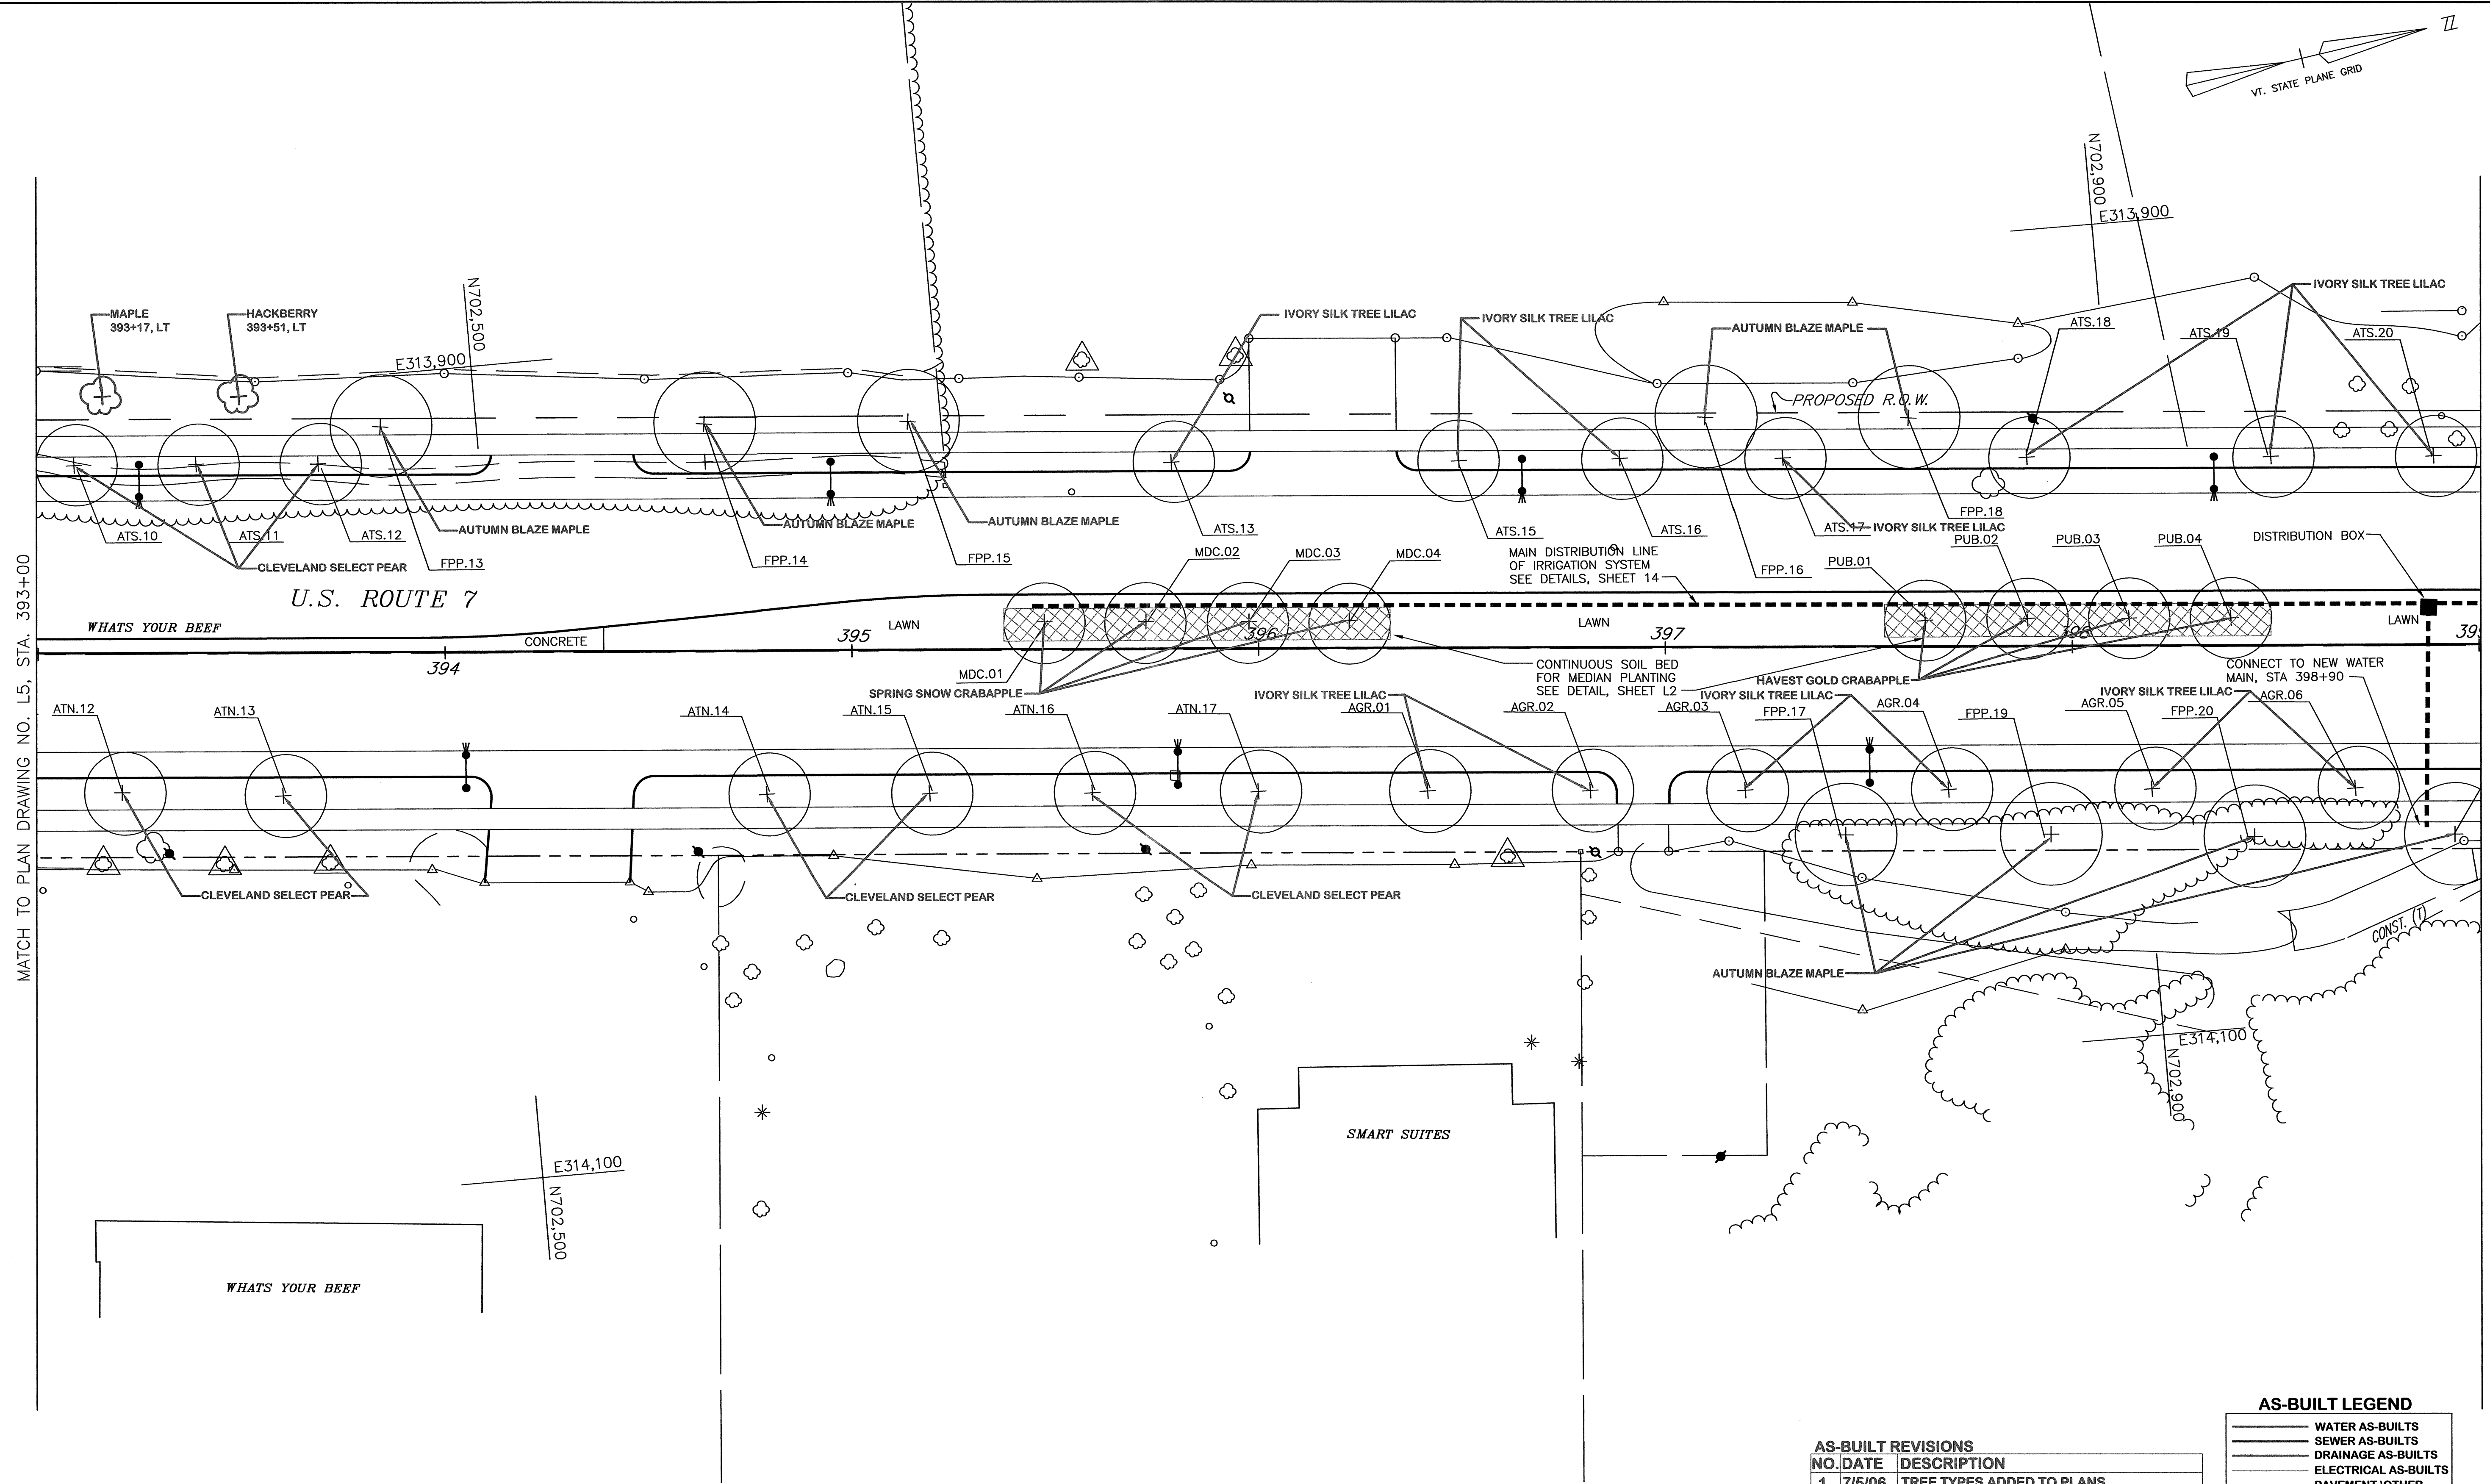 N
VT. STATE PLANE GRID
N702,900
E313,900
MAPLE
393+17, LT
HACKBERRY
393+51, LT
N702,500
E313,900
IVORY SILK TREE LILAC
IVORY SILK TREE LILAC
AUTUMN BLAZE MAPLE
ATS.18
ATS.19
IVORY SILK TREE LILAC
ATS.20
PROPOSED R.O.W.
ATS.10
ATS.11
ATS.12
AUTUMN BLAZE MAPLE
AUTUMN BLAZE MAPLE
AUTUMN BLAZE MAPLE
ATS.13
ATS.15
ATS.16
ATS.17
IVORY SILK TREE LILAC
FPP.18
CLEVELAND SELECT PEAR
FPP.13
FPP.14
FPP.15
MDC.02
MDC.03
MDC.04
MAIN DISTRIBUTION LINE
OF IRRIGATION SYSTEM
SEE DETAILS, SHEET 14
FPP.16
PUB.01
PUB.02
PUB.03
PUB.04
DISTRIBUTION BOX
MATCH TO PLAN DRAWING NO. L5, STA. 393+00
U.S. ROUTE 7
WHATS YOUR BEEF
CONCRETE
394
395
LAWN
396
LAWN
397
398
LAWN
MDC.01
SPRING SNOW CRABAPPLE
CONTINUOUS SOIL BED
FOR MEDIAN PLANTING
SEE DETAIL, SHEET L2
HAVEST GOLD CRABAPPLE
CONNECT TO NEW WATER
MAIN, STA 398+90
ATN.12
ATN.13
ATN.14
ATN.15
ATN.16
ATN.17
IVORY SILK TREE LILAC
AGR.01
AGR.02
AGR.03
IVORY SILK TREE LILAC
FPP.17
AGR.04
FPP.19
AGR.05
IVORY SILK TREE LILAC
FPP.20
AGR.06
CLEVELAND SELECT PEAR
CLEVELAND SELECT PEAR
CLEVELAND SELECT PEAR
AUTUMN BLAZE MAPLE
CONST. (T)
E314,100
N702,900
E314,100
N702,500
SMART SUITES
WHATS YOUR BEEF
AS-BUILT REVISIONS
NO. DATE DESCRIPTION
1 7/5/06 TREE TYPES ADDED TO PLANS
AS-BUILT LEGEND
WATER AS-BUILTS
SEWER AS-BUILTS
DRAINAGE AS-BUILTS
ELECTRICAL AS-BUILTS